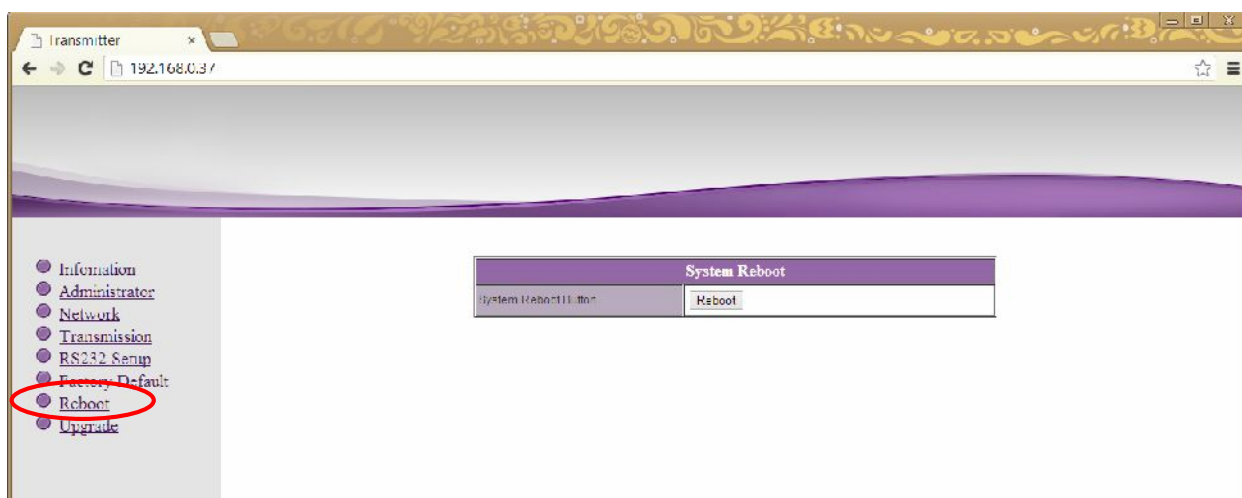 Transmitter
192.168.0.37
Infomation
Administrator
Network
Transmission
RS232 Setup
Factory Default
Reboot
Upgrade
System Reboot
System Reboot Button
Reboot